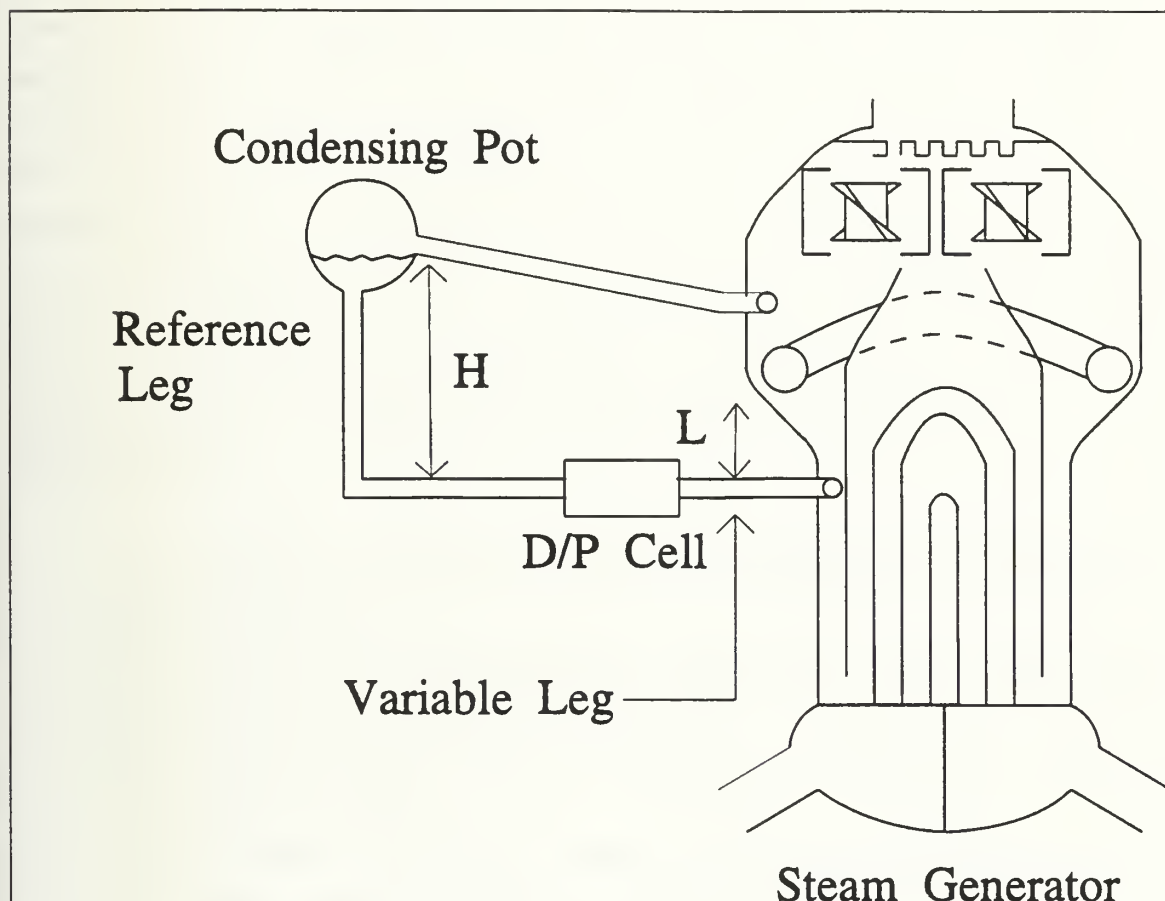 Condensing Pot
Reference
Leg
H
L
D/P Cell
Variable Leg
Steam Generator